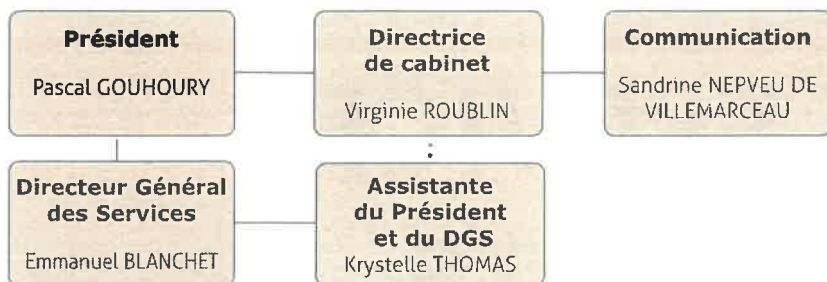 Président
Pascal GOUHOURY
Directrice
de cabinet
Virginie ROUBLIN
Communication
Sandrine NEPVEU DE
VILLEMARCEAU
Directeur Général
des Services
Emmanuel BLANCHET
Assistante
du Président
et du DGS
Krystelle THOMAS